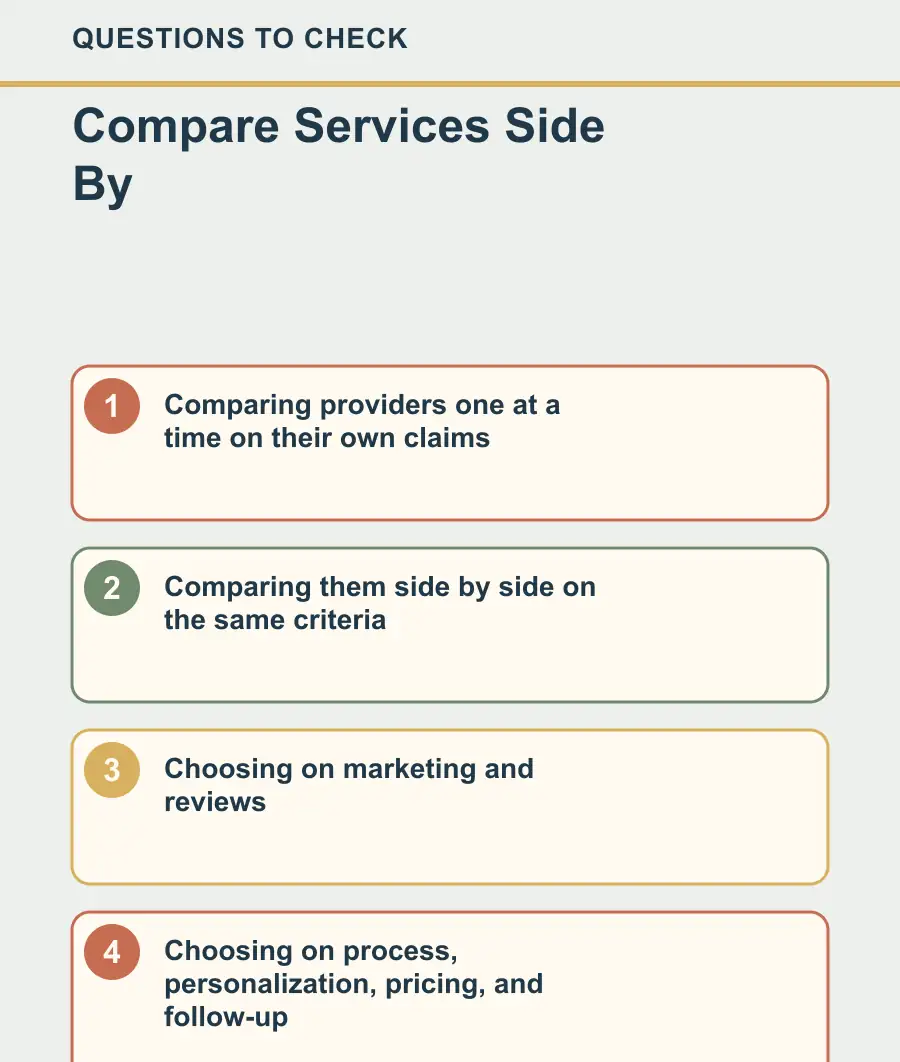 QUESTIONS TO CHECK
Compare Services Side
By
1
Comparing providers one at a
time on their own claims
2
Comparing them side by side on
the same criteria
3
Choosing on marketing and
reviews
4
Choosing on process,
personalization, pricing, and
follow-up